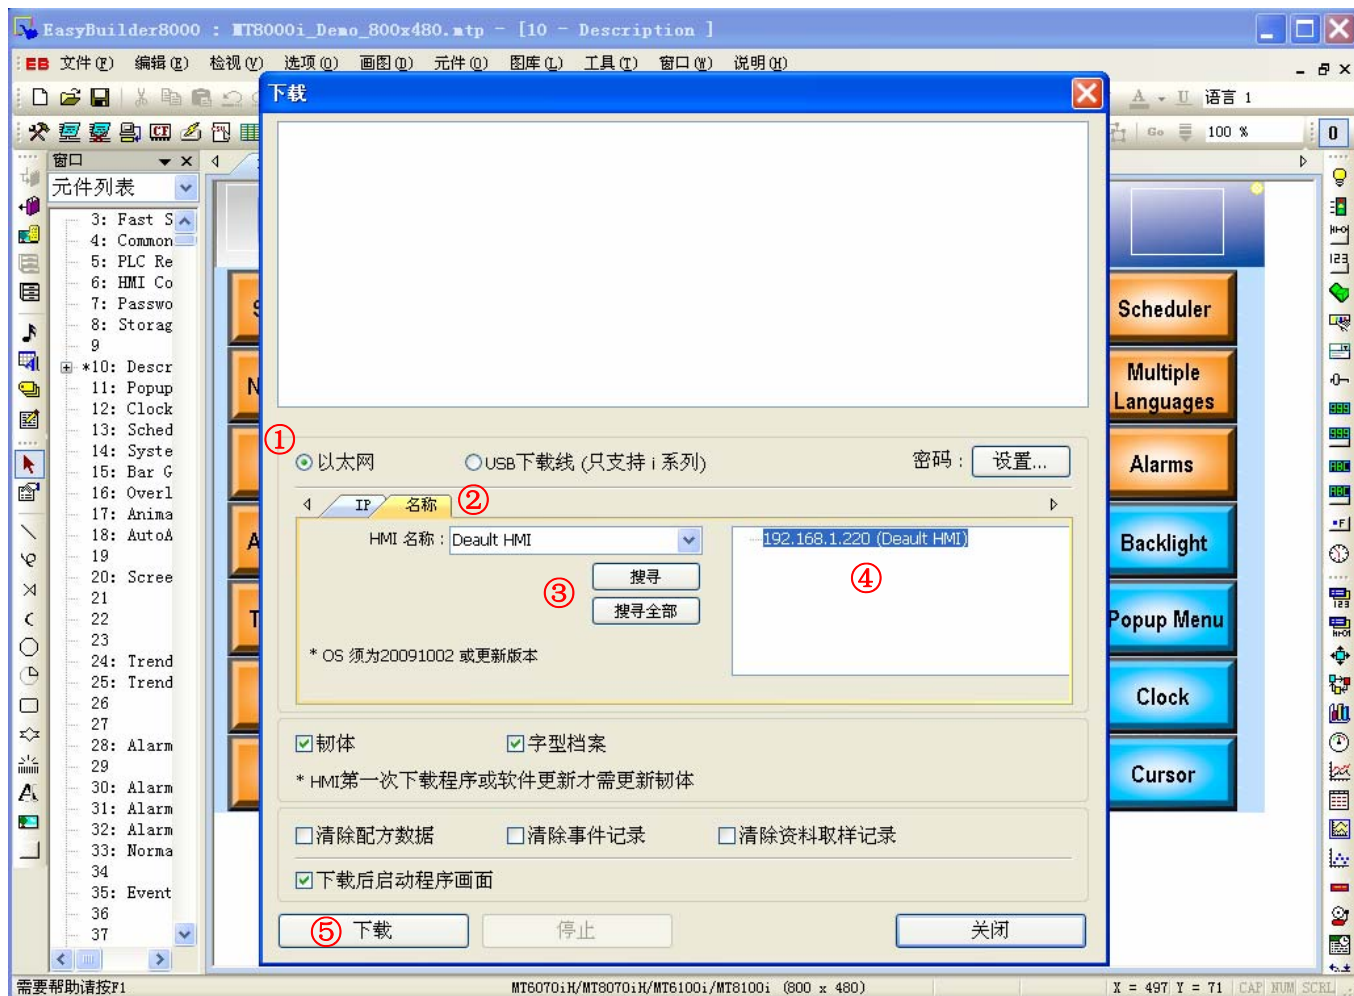 EasyBuilder8000 : MT8000i_Demo_800x480.mtp - [10 - Description ]
EB 文件(F) 编辑(E) 检视(V) 选项(O) 画图(D) 元件(O) 图库(L) 工具(T) 窗口(W) 说明(H)
下载
A U 语言 1
CF Go 100 % 0
窗口
元件列表
3: Fast S
4: Common
5: PLC Re
6: HMI Co
7: Passwo
8: Storag
9
*10: Descr
11: Popup
12: Clock
13: Sched
14: Syste
15: Bar G
16: Overl
17: Anima
18: AutoA
19
20: Scree
21
22
23
24: Trend
25: Trend
26
27
28: Alarm
29
30: Alarm
31: Alarm
32: Alarm
33: Norma
34
35: Event
36
37
①
以太网 USB下载线 (只支持 i 系列) 密码 : 设置...
IP 名称 ②
HMI 名称 : Deault HMI
③ 搜寻
搜寻全部
* OS 须为20091002 或更新版本
192.168.1.220 (Deault HMI)
④
韧体 字型档案
* HMI第一次下载程序或软件更新才需更新韧体
清除配方数据 清除事件记录 清除资料取样记录
下载后启动程序画面
⑤ 下载 停止 关闭
Scheduler
Multiple
Languages
Alarms
Backlight
Popup Menu
Clock
Cursor
需要帮助请按F1 MT6070iH/MT8070iH/MT6100i/MT8100i (800 x 480) X = 497 Y = 71 CAP NUM SCRL